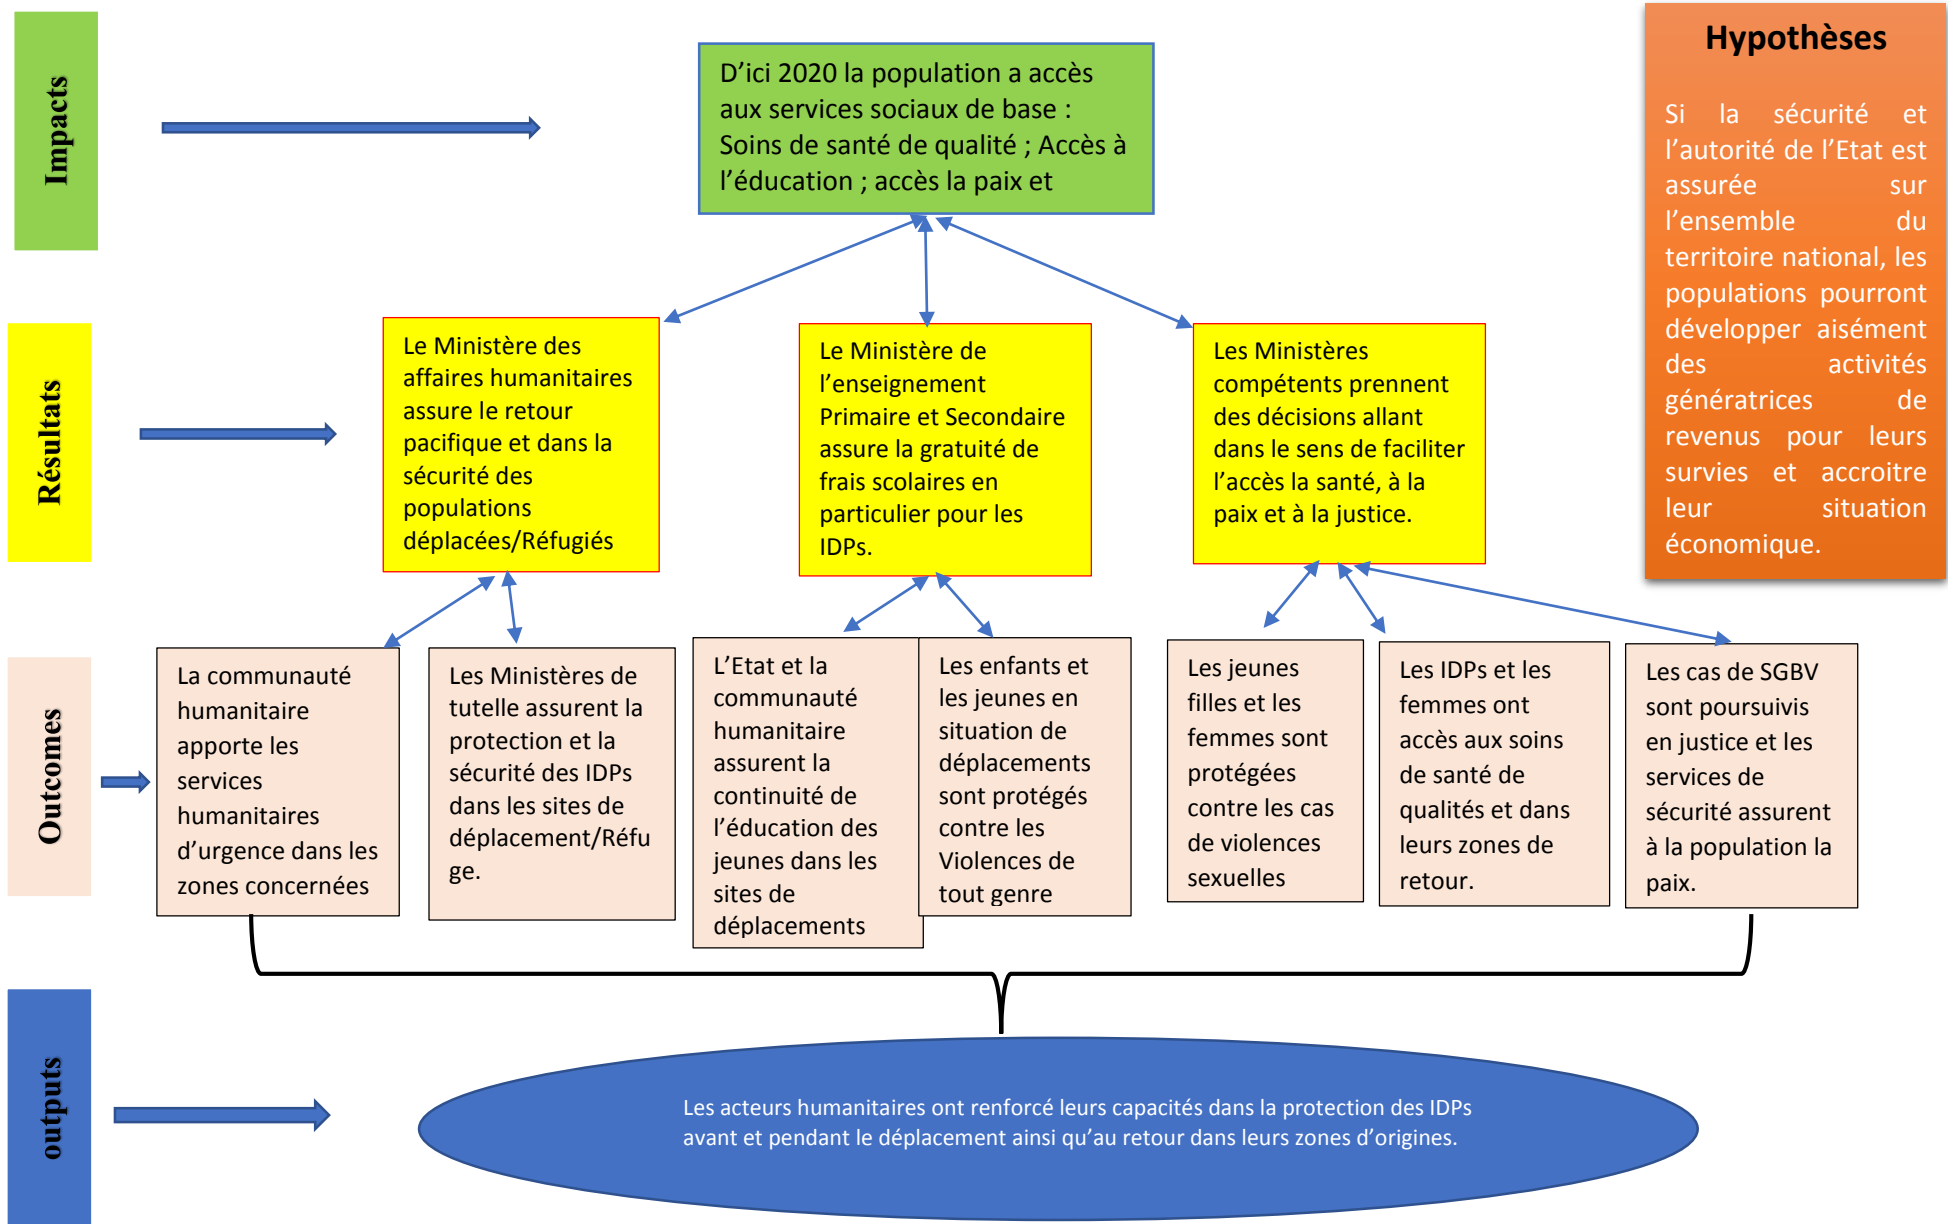 Impacts
D’ici 2020 la population a accès
aux services sociaux de base :
Soins de santé de qualité ; Accès à
l’éducation ; accès la paix et
Hypothèses
Si la sécurité et
l’autorité de l’Etat est
assurée sur
l’ensemble du
territoire national, les
populations pourront
développer aisément
des activités
génératrices de
revenus pour leurs
survies et accroitre
leur situation
économique.
Résultats
Le Ministère des
affaires humanitaires
assure le retour
pacifique et dans la
sécurité des
populations
déplacées/Réfugiés
Le Ministère de
l’enseignement
Primaire et Secondaire
assure la gratuité de
frais scolaires en
particulier pour les
IDPs.
Les Ministères
compétents prennent
des décisions allant
dans le sens de faciliter
l’accès la santé, à la
paix et à la justice.
Outcomes
La communauté
humanitaire
apporte les
services
humanitaires
d’urgence dans les
zones concernées
Les Ministères de
tutelle assurent la
protection et la
sécurité des IDPs
dans les sites de
déplacement/Réfu
ge.
L’Etat et la
communauté
humanitaire
assurent la
continuité de
l’éducation des
jeunes dans les
sites de
déplacements
Les enfants et
les jeunes en
situation de
déplacements
sont protégés
contre les
Violences de
tout genre
Les jeunes
filles et les
femmes sont
protégées
contre les cas
de violences
sexuelles
Les IDPs et les
femmes ont
accès aux soins
de santé de
qualités et dans
leurs zones de
retour.
Les cas de SGBV
sont poursuivis
en justice et les
services de
sécurité assurent
à la population la
paix.
outputs
Les acteurs humanitaires ont renforcé leurs capacités dans la protection des IDPs
avant et pendant le déplacement ainsi qu’au retour dans leurs zones d’origines.